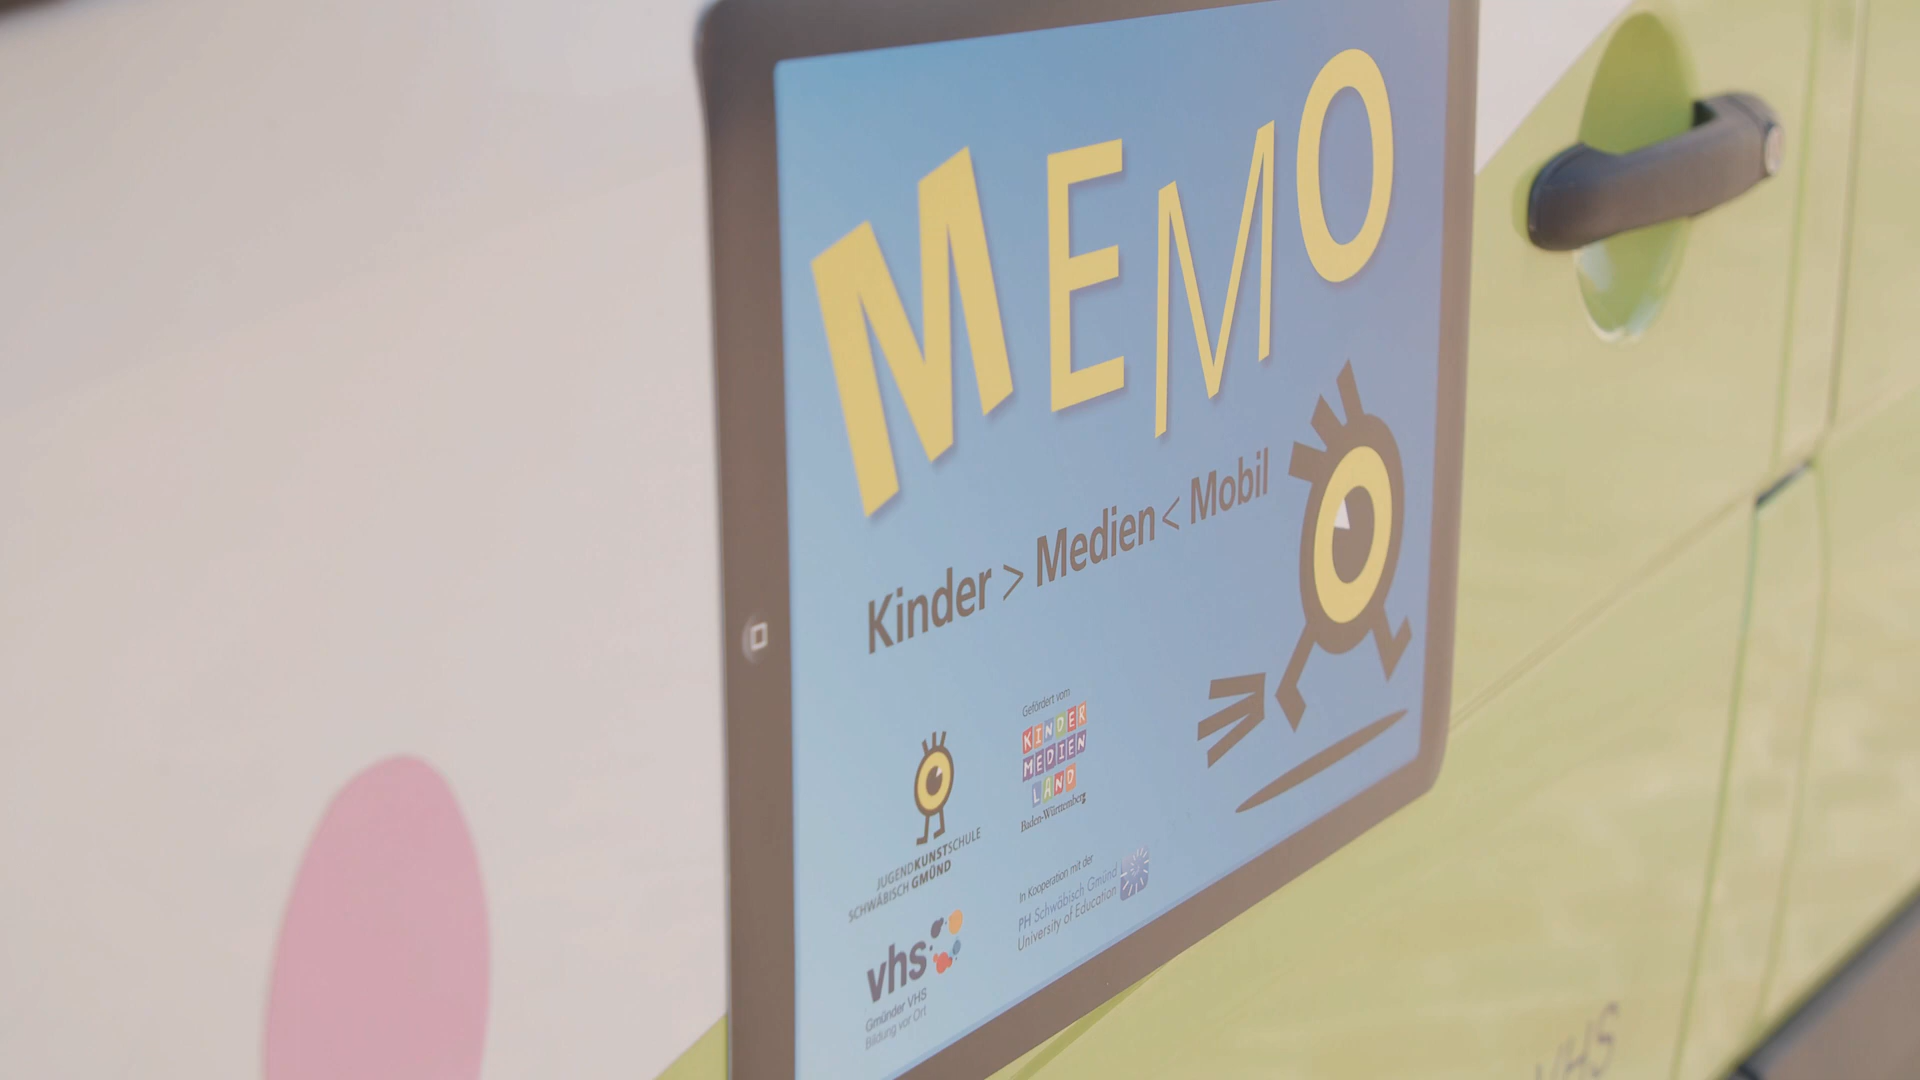 MEMO
Kinder > Medien < Mobil
JUGENDKUNSTSCHULE
SCHWÄBISCH GMÜND
Gefördert vom
KINDER
MEDIEN
LAND
Baden-Württemberg
vhs
Gmünder VHS
Bildung vor Ort
In Kooperation mit der
PH Schwäbisch Gmünd
University of Education
VHS